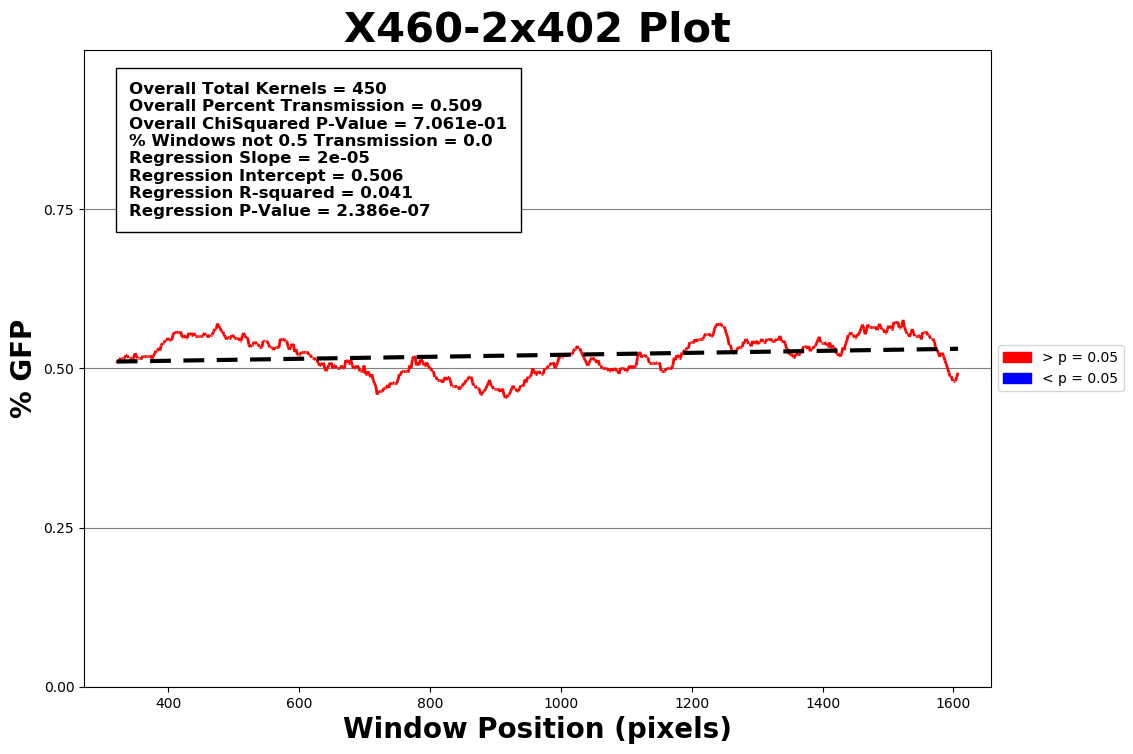 X460-2x402 Plot
Overall Total Kernels = 450
Overall Percent Transmission = 0.509
Overall ChiSquared P-Value = 7.061e-01
% Windows not 0.5 Transmission = 0.0
Regression Slope = 2e-05
Regression Intercept = 0.506
Regression R-squared = 0.041
Regression P-Value = 2.386e-07
0.75
0.50
0.25
0.00
% GFP
> p = 0.05
< p = 0.05
400 600 800 1000 1200 1400 1600
Window Position (pixels)